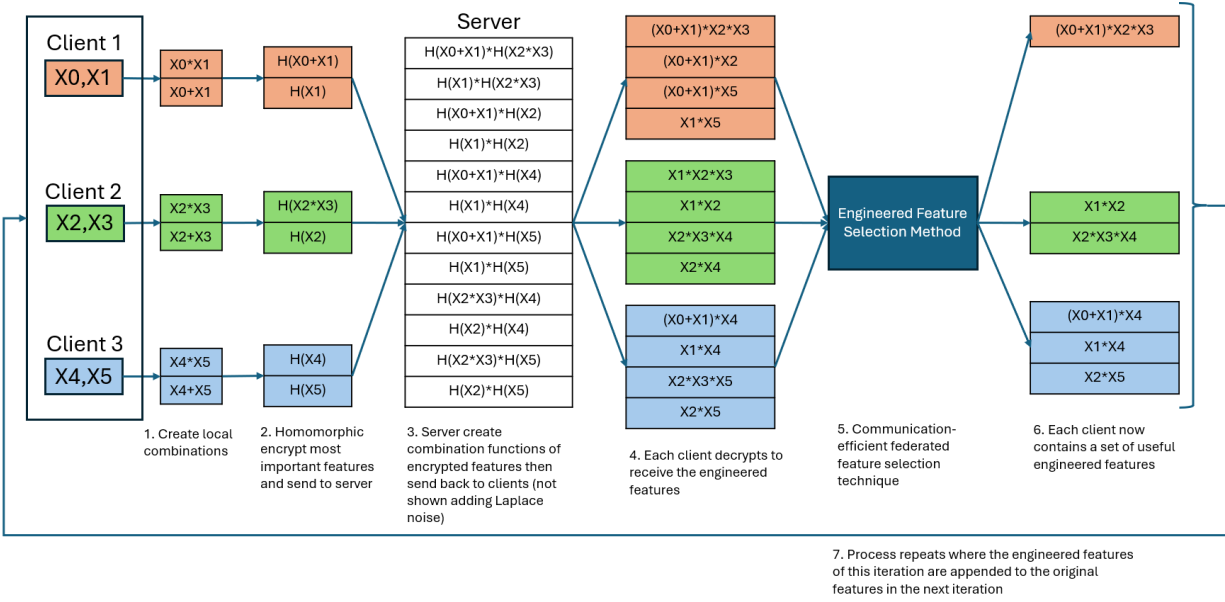 Client 1
X0,X1
X0*X1
X0+X1
H(X0+X1)
H(X1)
Client 2
X2,X3
X2*X3
X2+X3
H(X2*X3)
H(X2)
Client 3
X4,X5
X4*X5
X4+X5
H(X4)
H(X5)
Server
H(X0+X1)*H(X2*X3)
H(X1)*H(X2*X3)
H(X0+X1)*H(X2)
H(X1)*H(X2)
H(X0+X1)*H(X4)
H(X1)*H(X4)
H(X0+X1)*H(X5)
H(X1)*H(X5)
H(X2*X3)*H(X4)
H(X2)*H(X4)
H(X2*X3)*H(X5)
H(X2)*H(X5)
(X0+X1)*X2*X3
(X0+X1)*X2
(X0+X1)*X5
X1*X5
X1*X2*X3
X1*X2
X2*X3*X4
X2*X4
(X0+X1)*X4
X1*X4
X2*X3*X5
X2*X5
Engineered Feature
Selection Method
(X0+X1)*X2*X3
X1*X2
X2*X3*X4
(X0+X1)*X4
X1*X4
X2*X5
1. Create local
combinations
2. Homomorphic
encrypt most
important features
and send to server
3. Server create
combination functions of
encrypted features then
send back to clients (not
shown adding Laplace
noise)
4. Each client decrypts to
receive the engineered
features
5. Communication-
efficient federated
feature selection
technique
6. Each client now
contains a set of useful
engineered features
7. Process repeats where the engineered features
of this iteration are appended to the original
features in the next iteration